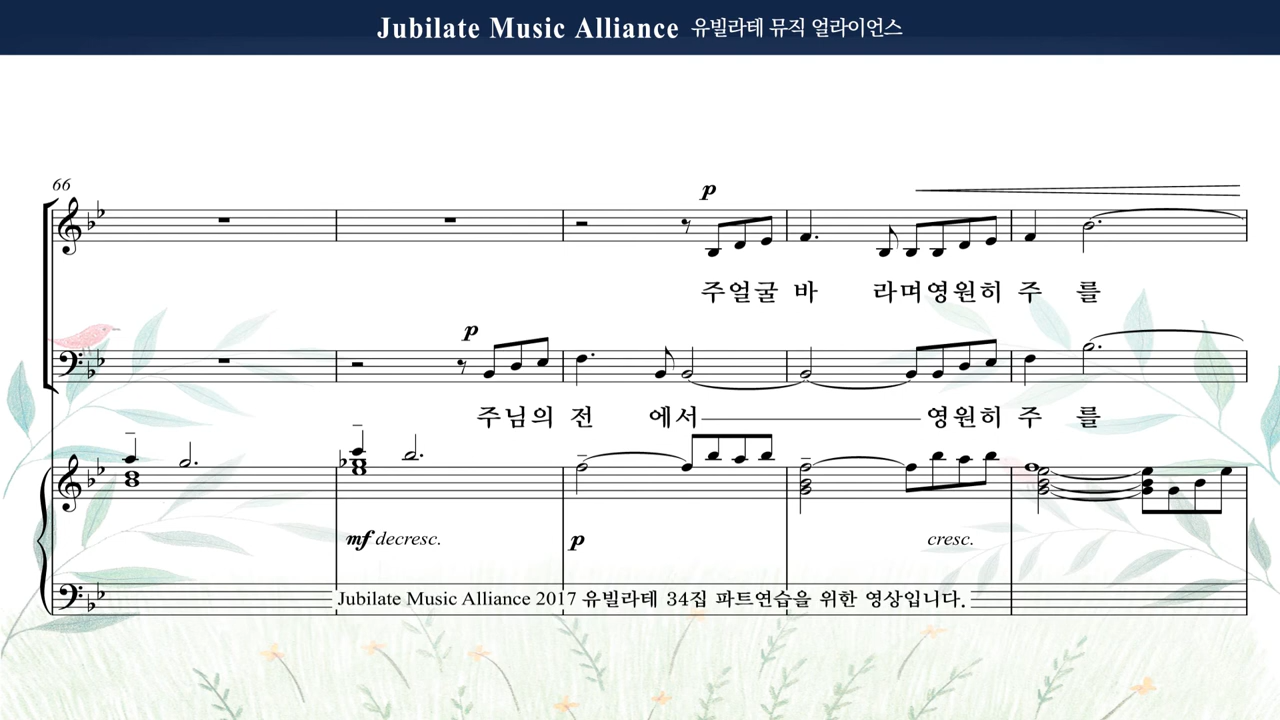 Jubilate Music Alliance 유빌라테 뮤직 얼라이언스
66
p
주얼굴 바 라며영원히 주 를
p
주님의 전 에서 영원히 주 를
mf decresc. p cresc.
Jubilate Music Alliance 2017 유빌라테 34집 파트연습을 위한 영상입니다.